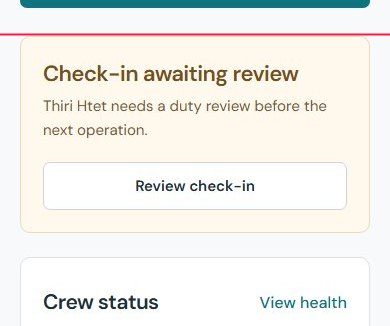 Check-in awaiting review
Thiri Htet needs a duty review before the
next operation.
Review check-in
Crew status
View health